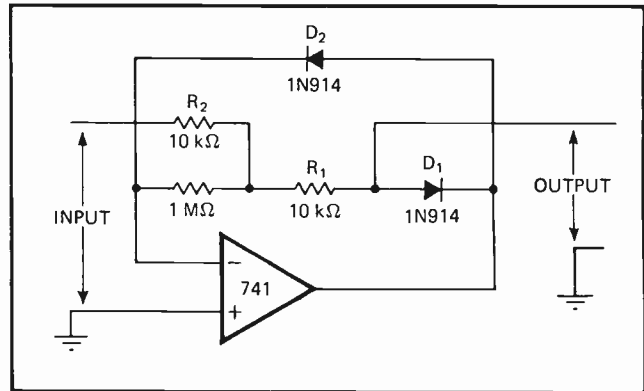 D2
1N914
R2
10 kΩ
R1
D1
INPUT
1 MΩ
10 kΩ
1N914
OUTPUT
−
741
+